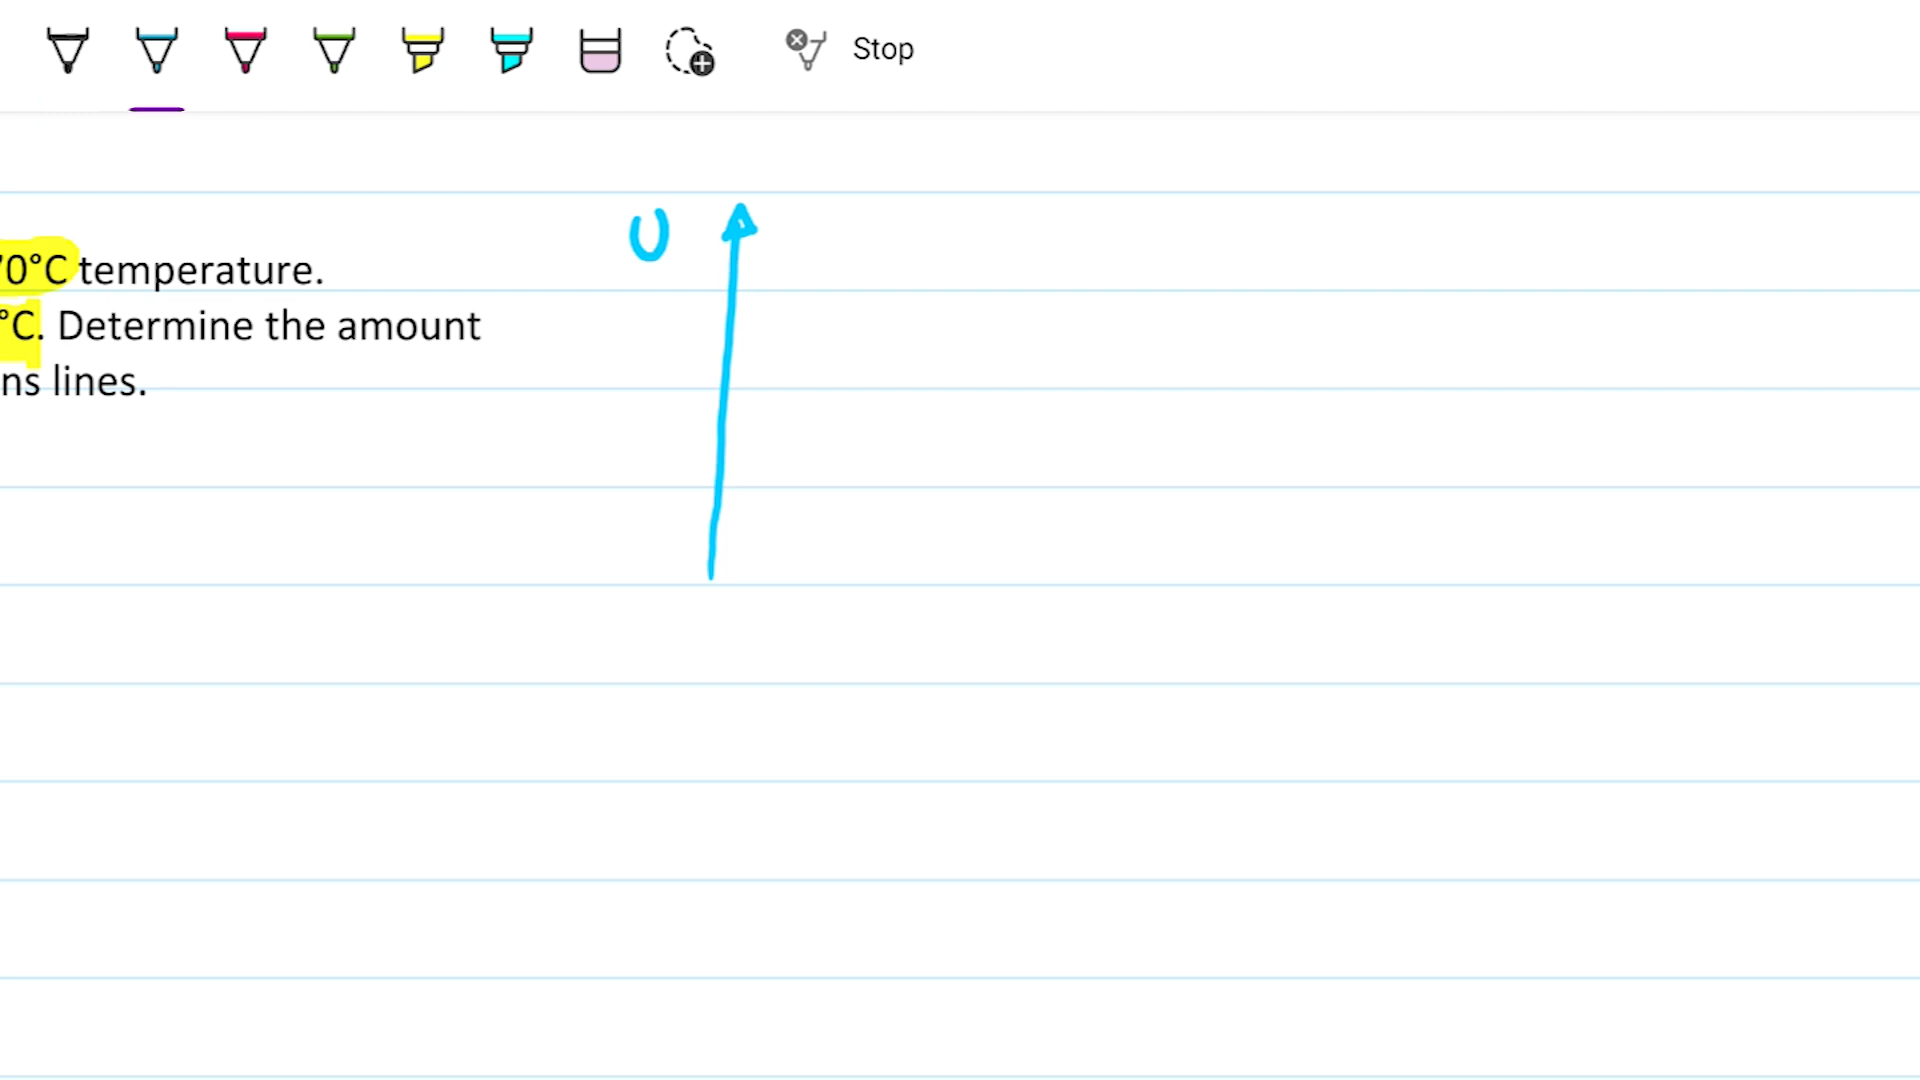 Stop
0°C temperature.
U
°C. Determine the amount
ns lines.